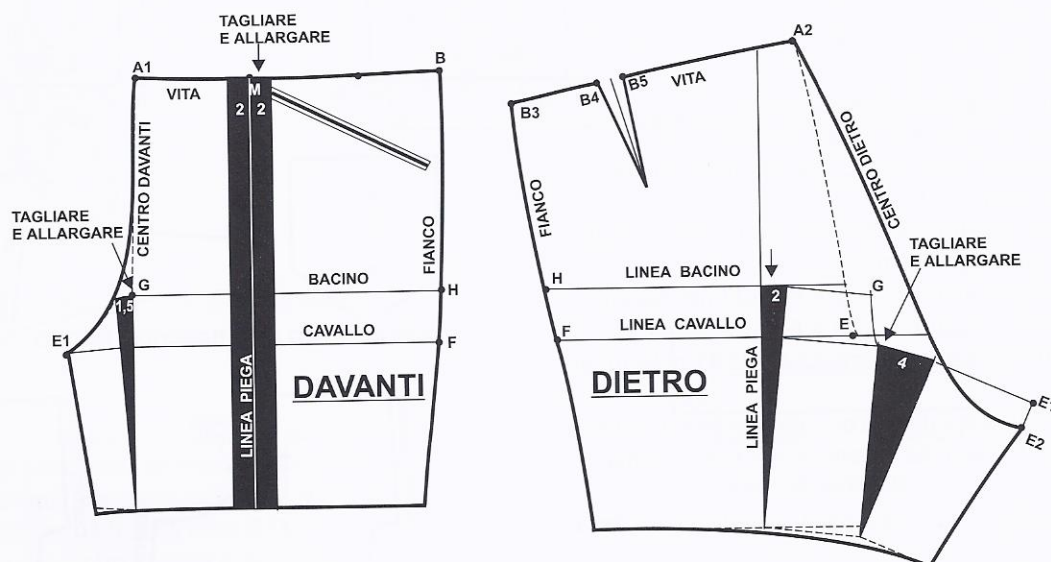 TAGLIARE
E ALLARGARE
A1
B
VITA
M
2
2
CENTRO DAVANTI
TAGLIARE
E ALLARGARE
G
1,5
BACINO
FIANCO
H
E1
CAVALLO
F
LINEA PIEGA
DAVANTI
A2
B3
B4
B5
VITA
CENTRO DIETRO
FIANCO
TAGLIARE
E ALLARGARE
H
LINEA BACINO
2
G
F
LINEA CAVALLO
E
4
DIETRO
LINEA PIEGA
E1
E2